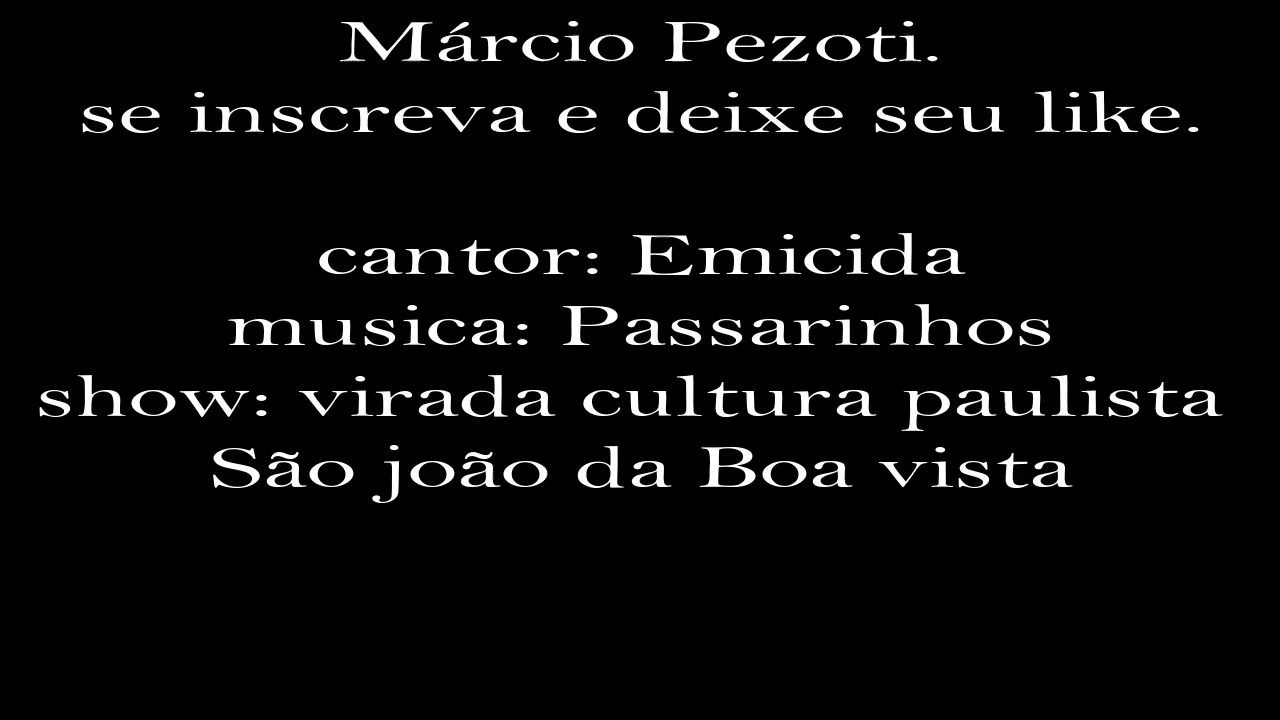 Márcio Pezoti.
se inscreva e deixe seu like.
cantor: Emicida
musica: Passarinhos
show: virada cultura paulista
São joão da Boa vista